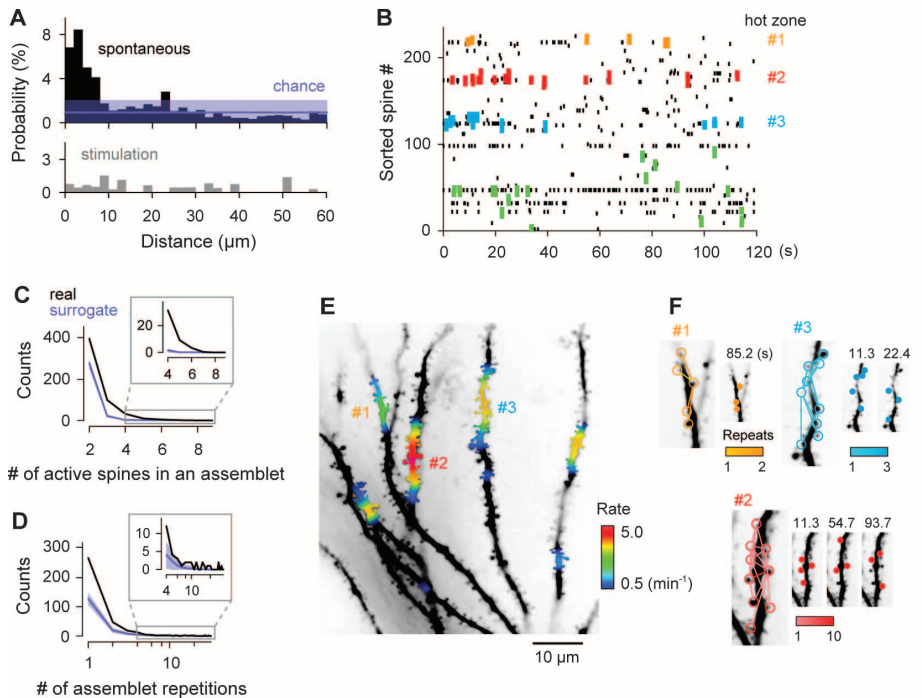 A
8
spontaneous
4
chance
0
Probability (%)
stimulation
3
0
0 10 20 30 40 50 60
Distance (µm)
B
hot zone
200
100
0
Sorted spine #
#1
#2
#3
0 20 40 60 80 100 120
(s)
C
real
surrogate
400
200
0
Counts
20
0
4 6 8
2 4 6 8
# of active spines in an assemblet
D
300
200
100
0
Counts
10
5
0
4 10
1 10
# of assemblet repetitions
E
#1
#2
#3
Rate
5.0
0.5 (min⁻¹)
10 µm
F
#1
85.2 (s)
Repeats
1 2
#3
11.3 22.4
1 3
#2
11.3 54.7 93.7
1 10